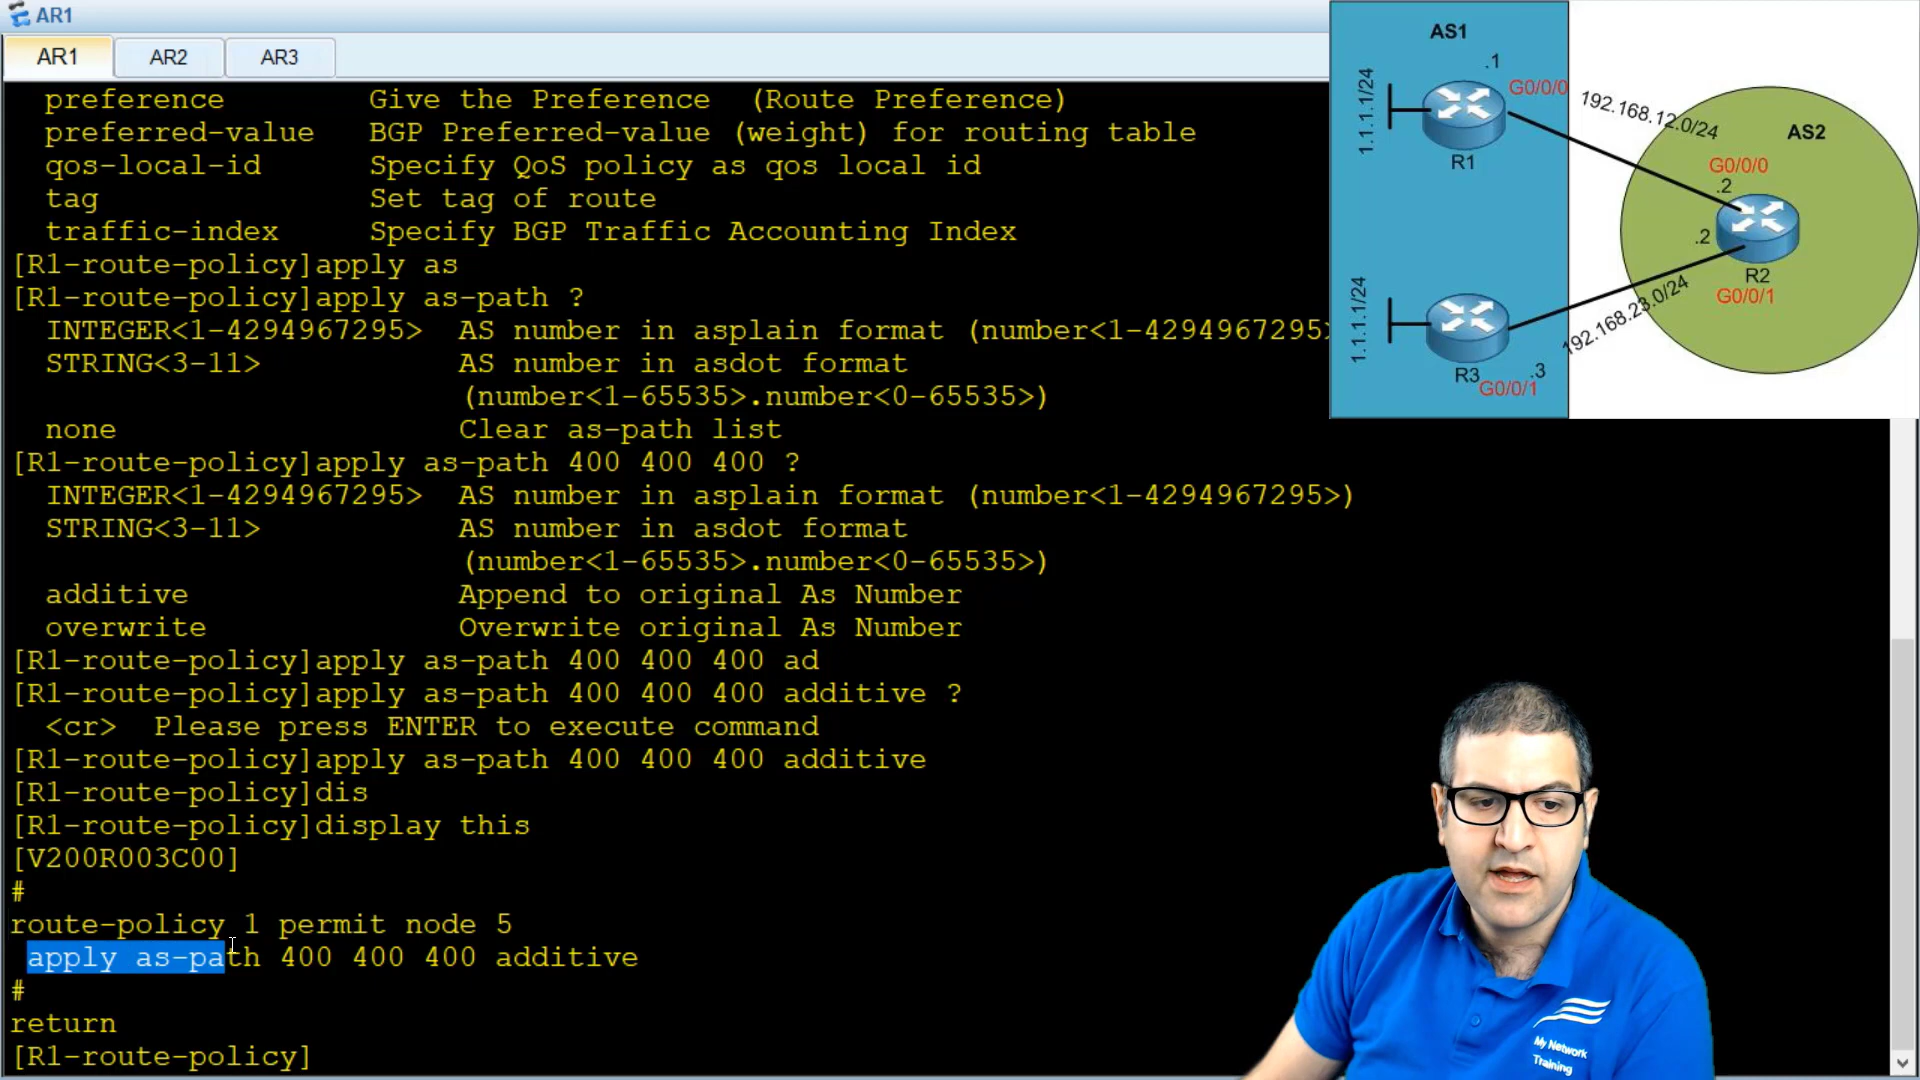 AR1
AR1
AR2
AR3
preference Give the Preference (Route Preference)
preferred-value BGP Preferred-value (weight) for routing table
qos-local-id Specify QoS policy as qos local id
tag Set tag of route
traffic-index Specify BGP Traffic Accounting Index
[R1-route-policy]apply as
[R1-route-policy]apply as-path ?
INTEGER<1-4294967295> AS number in asplain format (number<1-4294967295>
STRING<3-11> AS number in asdot format
(number<1-65535>.number<0-65535>)
none Clear as-path list
[R1-route-policy]apply as-path 400 400 400 ?
INTEGER<1-4294967295> AS number in asplain format (number<1-4294967295>)
STRING<3-11> AS number in asdot format
(number<1-65535>.number<0-65535>)
additive Append to original As Number
overwrite Overwrite original As Number
[R1-route-policy]apply as-path 400 400 400 ad
[R1-route-policy]apply as-path 400 400 400 additive ?
<cr> Please press ENTER to execute command
[R1-route-policy]apply as-path 400 400 400 additive
[R1-route-policy]dis
[R1-route-policy]display this
[V200R003C00]
#
route-policy 1 permit node 5
apply as-path 400 400 400 additive
#
return
[R1-route-policy]
AS1
.1
G0/0/0
1.1.1.1/24
R1
192.168.12.0/24
AS2
G0/0/0
.2
.2
R2
G0/0/1
1.1.1.1/24
192.168.23.0/24
R3
.3
G0/0/1
My Network
Training